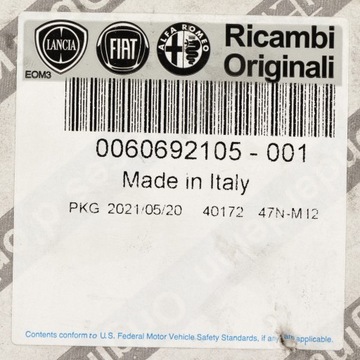 LANCIA
FIAT
ALFA ROMEO
Ricambi
Originali
EOM3
0060692105 - 001
Made in Italy
PKG 2021/05/20 40172 47N-M12
Contents conform to U.S. Federal Motor Vehicle Safety Standards, if any are applicable.